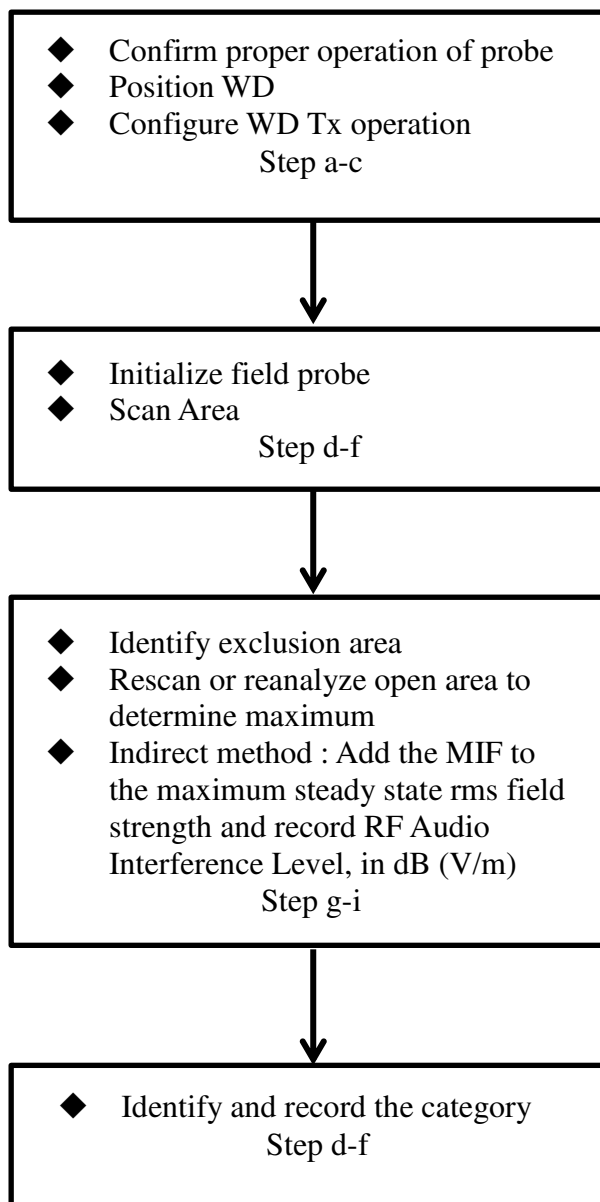 ◆ Confirm proper operation of probe
◆ Position WD
◆ Configure WD Tx operation
Step a-c
◆ Initialize field probe
◆ Scan Area
Step d-f
◆ Identify exclusion area
◆ Rescan or reanalyze open area to
determine maximum
◆ Indirect method : Add the MIF to
the maximum steady state rms field
strength and record RF Audio
Interference Level, in dB (V/m)
Step g-i
◆ Identify and record the category
Step d-f